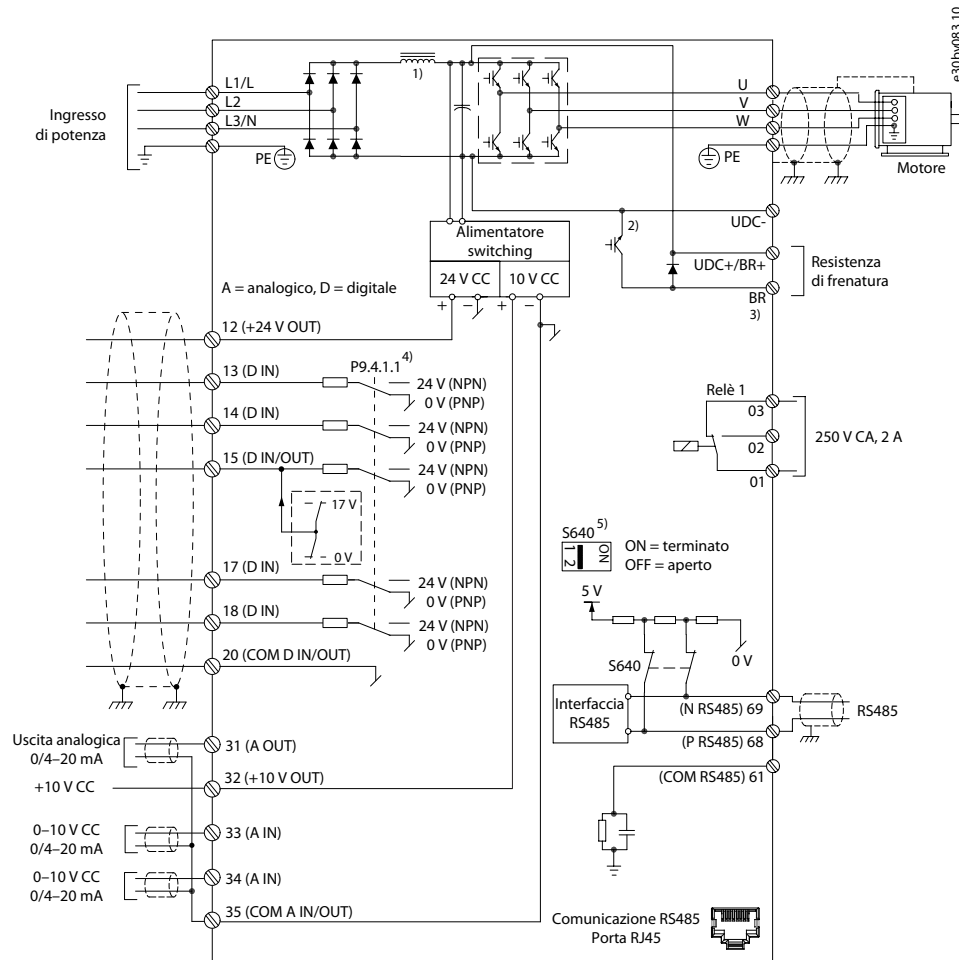 e30bv083.10
Ingresso
di potenza
L1/L
L2
L3/N
PE
1)
U
V
W
PE
Motore
UDC-
2)
UDC+/BR+
BR
3)
Resistenza
di frenatura
Alimentatore
switching
24 V CC
10 V CC
+ − + −
A = analogico, D = digitale
12 (+24 V OUT)
13 (D IN)
P9.4.1.1 4)
24 V (NPN)
0 V (PNP)
14 (D IN)
24 V (NPN)
0 V (PNP)
15 (D IN/OUT)
24 V (NPN)
0 V (PNP)
17 V
0 V
17 (D IN)
24 V (NPN)
0 V (PNP)
18 (D IN)
24 V (NPN)
0 V (PNP)
20 (COM D IN/OUT)
Relè 1
03
02
01
250 V CA, 2 A
S640 5)
1 2
ON
ON = terminato
OFF = aperto
5 V
0 V
S640
Interfaccia
RS485
(N RS485) 69
(P RS485) 68
RS485
(COM RS485) 61
Uscita analogica
0/4–20 mA
31 (A OUT)
32 (+10 V OUT)
+10 V CC
0–10 V CC
0/4–20 mA
33 (A IN)
0–10 V CC
0/4–20 mA
34 (A IN)
35 (COM A IN/OUT)
Comunicazione RS485
Porta RJ45